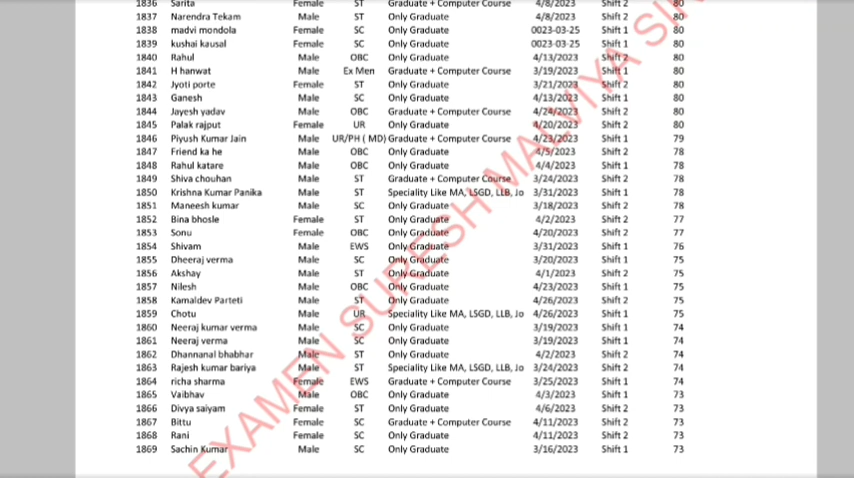 1836 Sarita Female ST Graduate + Computer Course 4/8/2023 Shift 2 80
1837 Narendra Tekam Male ST Only Graduate 4/8/2023 Shift 2 80
1838 madvi mondola Female SC Only Graduate 0023-03-25 Shift 1 80
1839 kushai kausal Female SC Only Graduate 0023-03-25 Shift 1 80
1840 Rahul Male OBC Only Graduate 4/13/2023 Shift 2 80
1841 H hanwat Male Ex Men Graduate + Computer Course 3/19/2023 Shift 1 80
1842 Jyoti porte Female ST Only Graduate 3/21/2023 Shift 2 80
1843 Ganesh Male SC Only Graduate 4/13/2023 Shift 1 80
1844 Jayesh yadav Male OBC Graduate + Computer Course 4/24/2023 Shift 2 80
1845 Palak rajput Female UR Only Graduate 4/20/2023 Shift 2 80
1846 Piyush Kumar Jain Male UR/PH ( MD) Graduate + Computer Course 4/23/2023 Shift 1 79
1847 Friend ka he Male OBC Only Graduate 4/5/2023 Shift 2 78
1848 Rahul katare Male OBC Only Graduate 4/4/2023 Shift 1 78
1849 Shiva chouhan Male ST Graduate + Computer Course 3/24/2023 Shift 2 78
1850 Krishna Kumar Panika Male ST Speciality Like MA, LSGD, LLB, Jo 3/31/2023 Shift 1 78
1851 Maneesh kumar Male SC Only Graduate 3/18/2023 Shift 2 78
1852 Bina bhosle Female ST Only Graduate 4/2/2023 Shift 2 77
1853 Sonu Female OBC Only Graduate 4/20/2023 Shift 2 77
1854 Shivam Male EWS Only Graduate 3/31/2023 Shift 1 76
1855 Dheeraj verma Male SC Only Graduate 3/20/2023 Shift 1 75
1856 Akshay Male ST Only Graduate 4/1/2023 Shift 2 75
1857 Nilesh Male OBC Only Graduate 4/23/2023 Shift 1 75
1858 Kamaldev Parteti Male ST Only Graduate 4/26/2023 Shift 2 75
1859 Chotu Male UR Speciality Like MA, LSGD, LLB, Jo 4/26/2023 Shift 1 75
1860 Neeraj kumar verma Male SC Only Graduate 3/19/2023 Shift 1 74
1861 Neeraj verma Male SC Only Graduate 3/19/2023 Shift 1 74
1862 Dhannanal bhabhar Male ST Only Graduate 4/2/2023 Shift 2 74
1863 Rajesh kumar bariya Male ST Speciality Like MA, LSGD, LLB, Jo 3/24/2023 Shift 2 74
1864 richa sharma Female EWS Graduate + Computer Course 3/25/2023 Shift 1 74
1865 Vaibhav Male OBC Only Graduate 4/3/2023 Shift 1 73
1866 Divya saiyam Female ST Only Graduate 4/6/2023 Shift 2 73
1867 Bittu Female SC Graduate + Computer Course 4/11/2023 Shift 2 73
1868 Rani Female SC Only Graduate 4/11/2023 Shift 2 73
1869 Sachin Kumar Male SC Only Graduate 3/16/2023 Shift 1 73
EXAMEN SURESH MALVIYA SIR